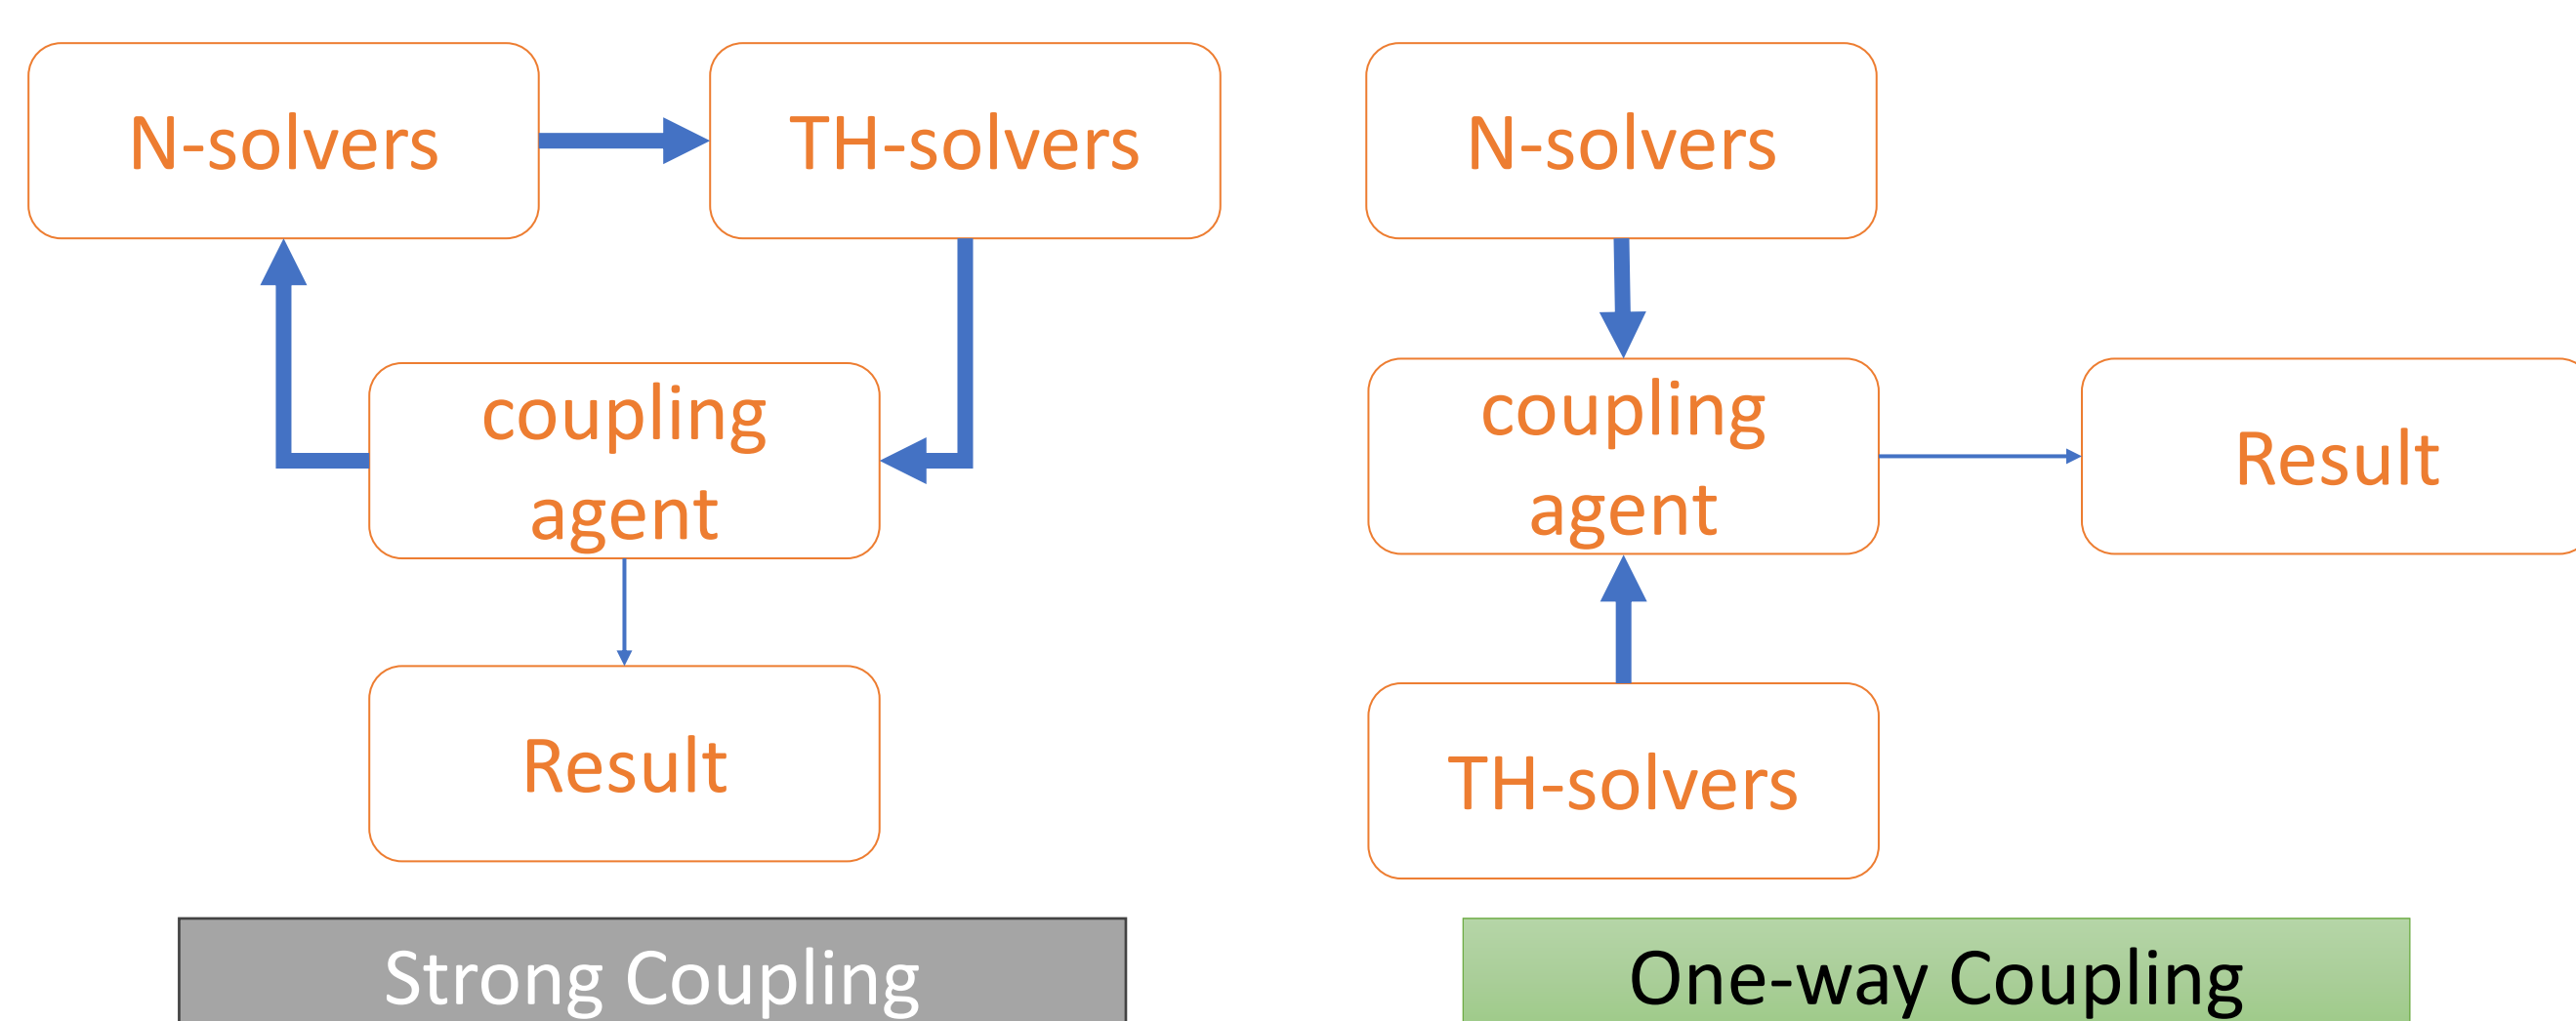 N-solvers
TH-solvers
coupling
agent
Result
Strong Coupling
N-solvers
coupling
agent
Result
TH-solvers
One-way Coupling